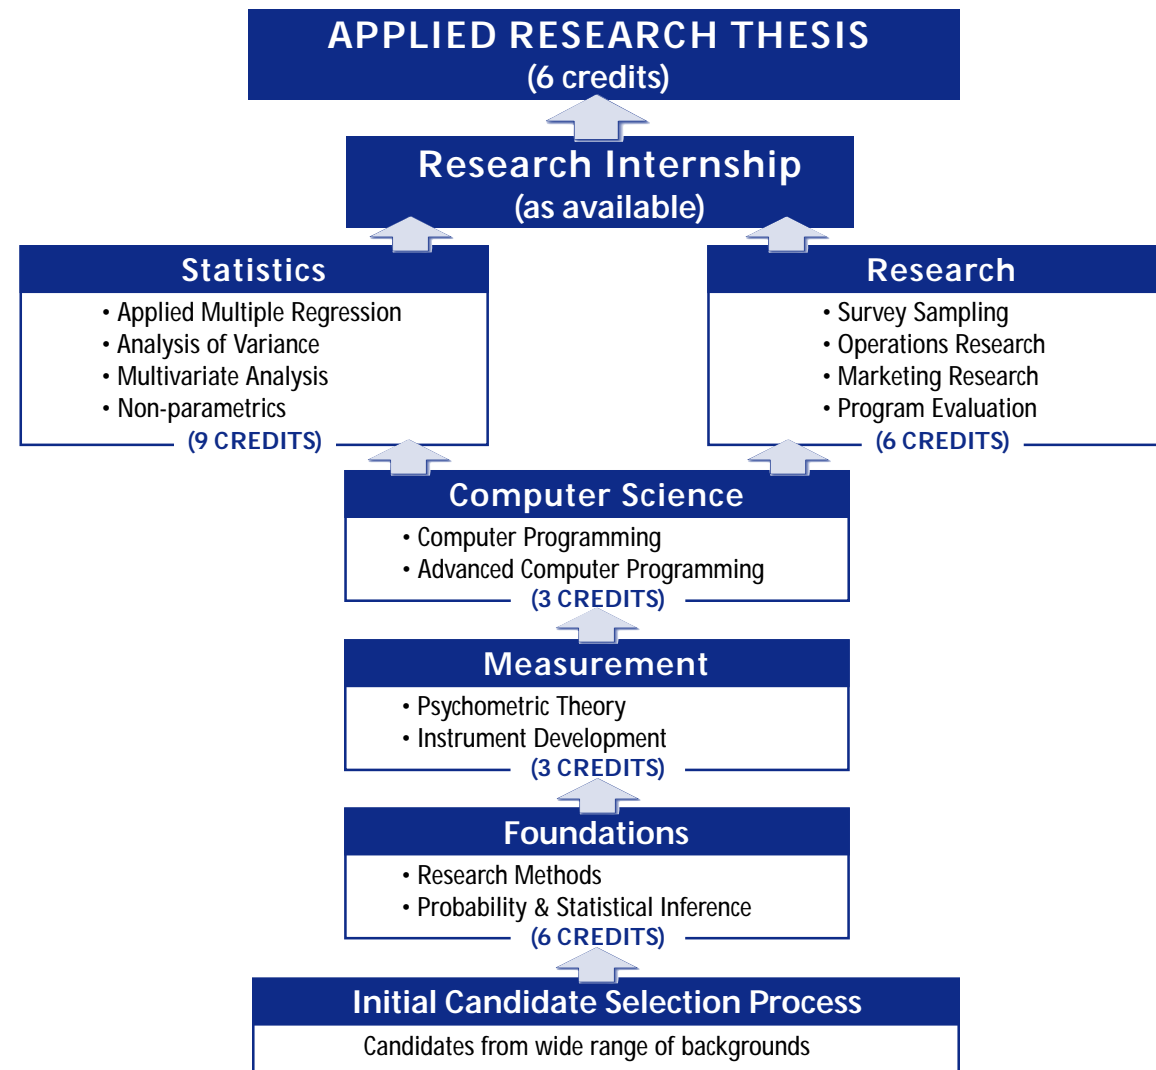 APPLIED RESEARCH THESIS
(6 credits)
Research Internship
(as available)
Statistics
• Applied Multiple Regression
• Analysis of Variance
• Multivariate Analysis
• Non-parametrics
(9 CREDITS)
Research
• Survey Sampling
• Operations Research
• Marketing Research
• Program Evaluation
(6 CREDITS)
Computer Science
• Computer Programming
• Advanced Computer Programming
(3 CREDITS)
Measurement
• Psychometric Theory
• Instrument Development
(3 CREDITS)
Foundations
• Research Methods
• Probability & Statistical Inference
(6 CREDITS)
Initial Candidate Selection Process
Candidates from wide range of backgrounds